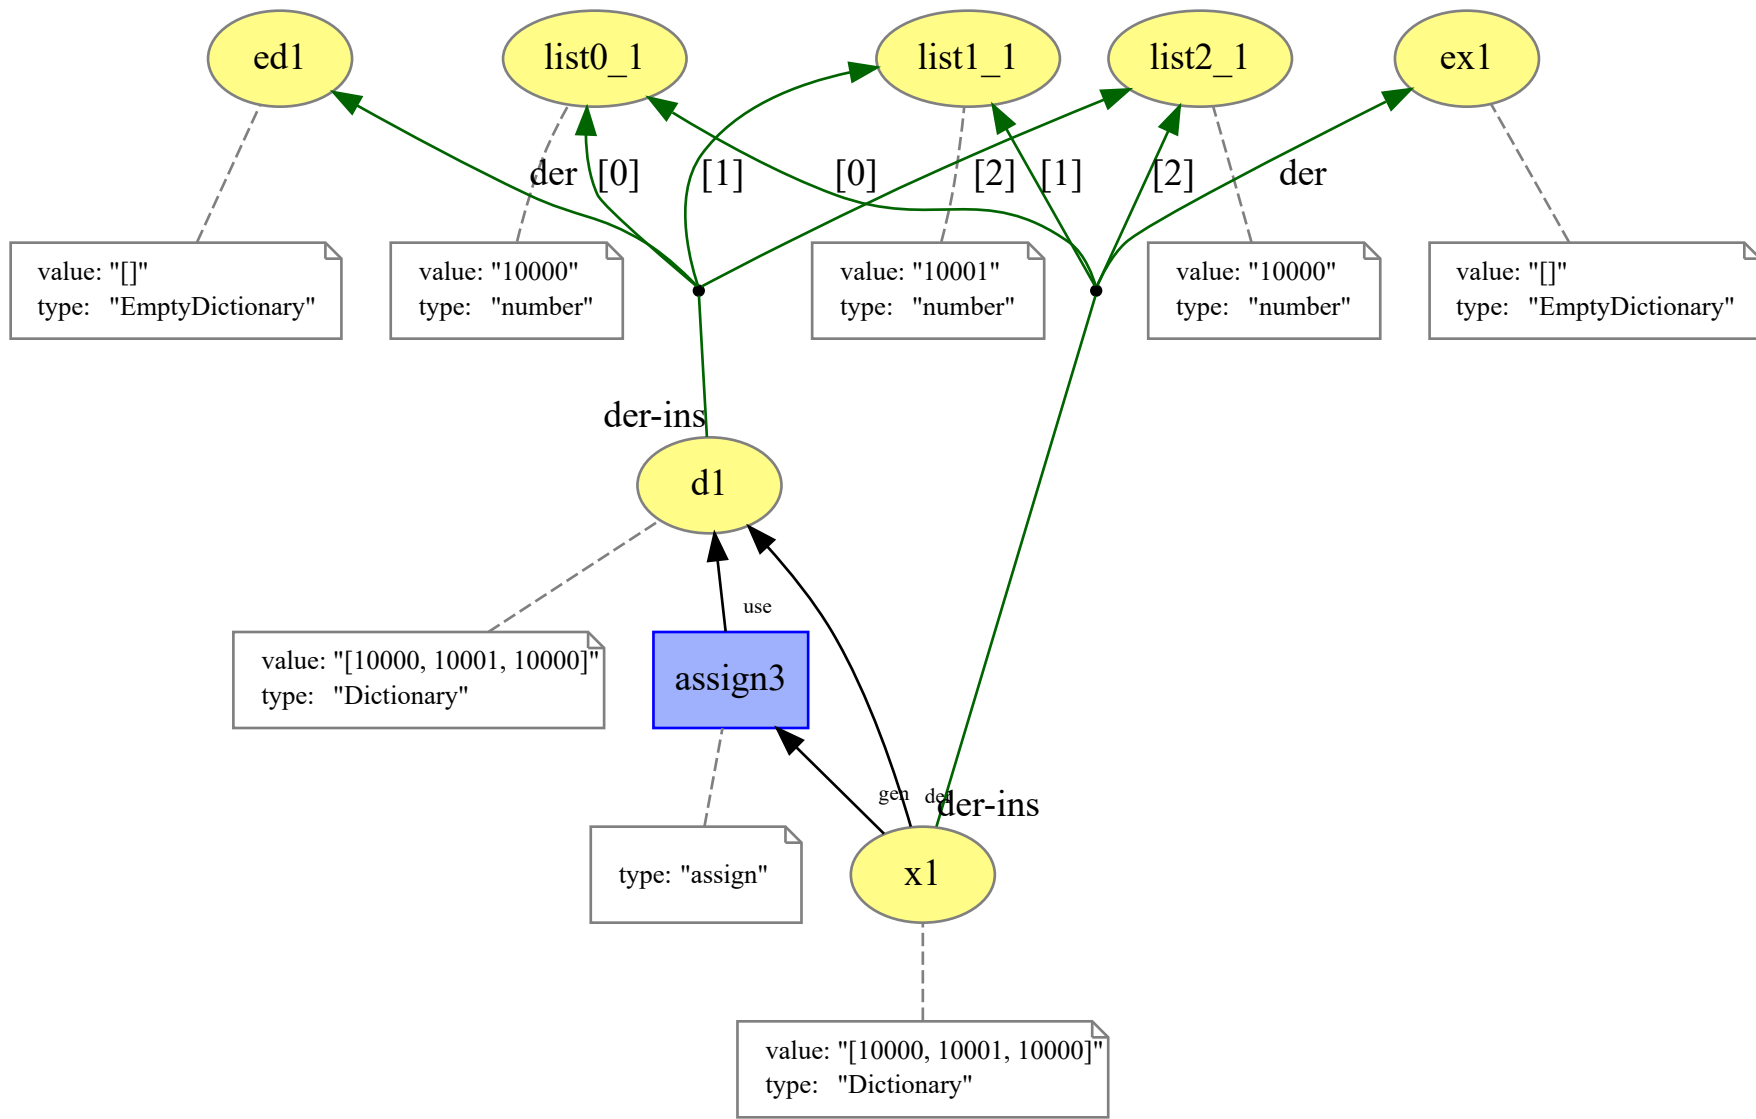 ed1
list0_1
list1_1
list2_1
ex1
der
[0]
[1]
[0]
[2]
[1]
[2]
der
value: "[]"
type: "EmptyDictionary"
value: "10000"
type: "number"
value: "10001"
type: "number"
value: "10000"
type: "number"
value: "[]"
type: "EmptyDictionary"
der-ins
d1
use
value: "[10000, 10001, 10000]"
type: "Dictionary"
assign3
gen
der
der-ins
type: "assign"
x1
value: "[10000, 10001, 10000]"
type: "Dictionary"